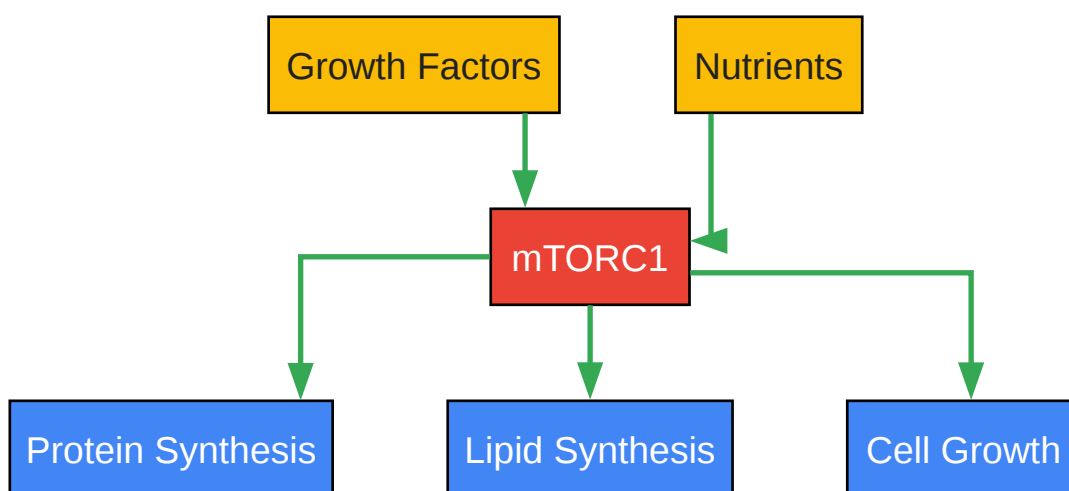 Growth Factors
Nutrients
mTORC1
Protein Synthesis
Lipid Synthesis
Cell Growth